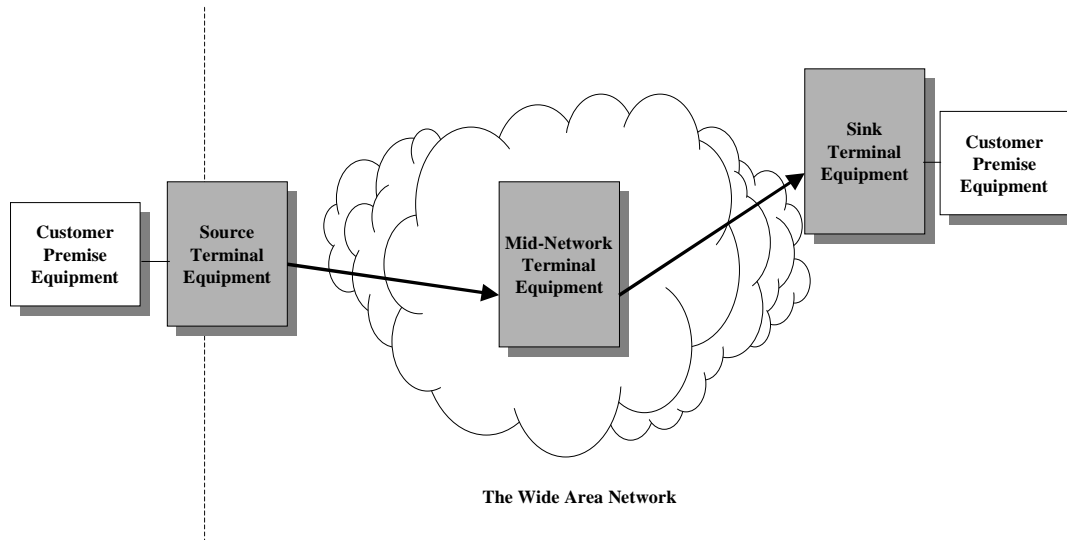 Customer
Premise
Equipment
Source
Terminal
Equipment
Mid-Network
Terminal
Equipment
Sink
Terminal
Equipment
Customer
Premise
Equipment
The Wide Area Network